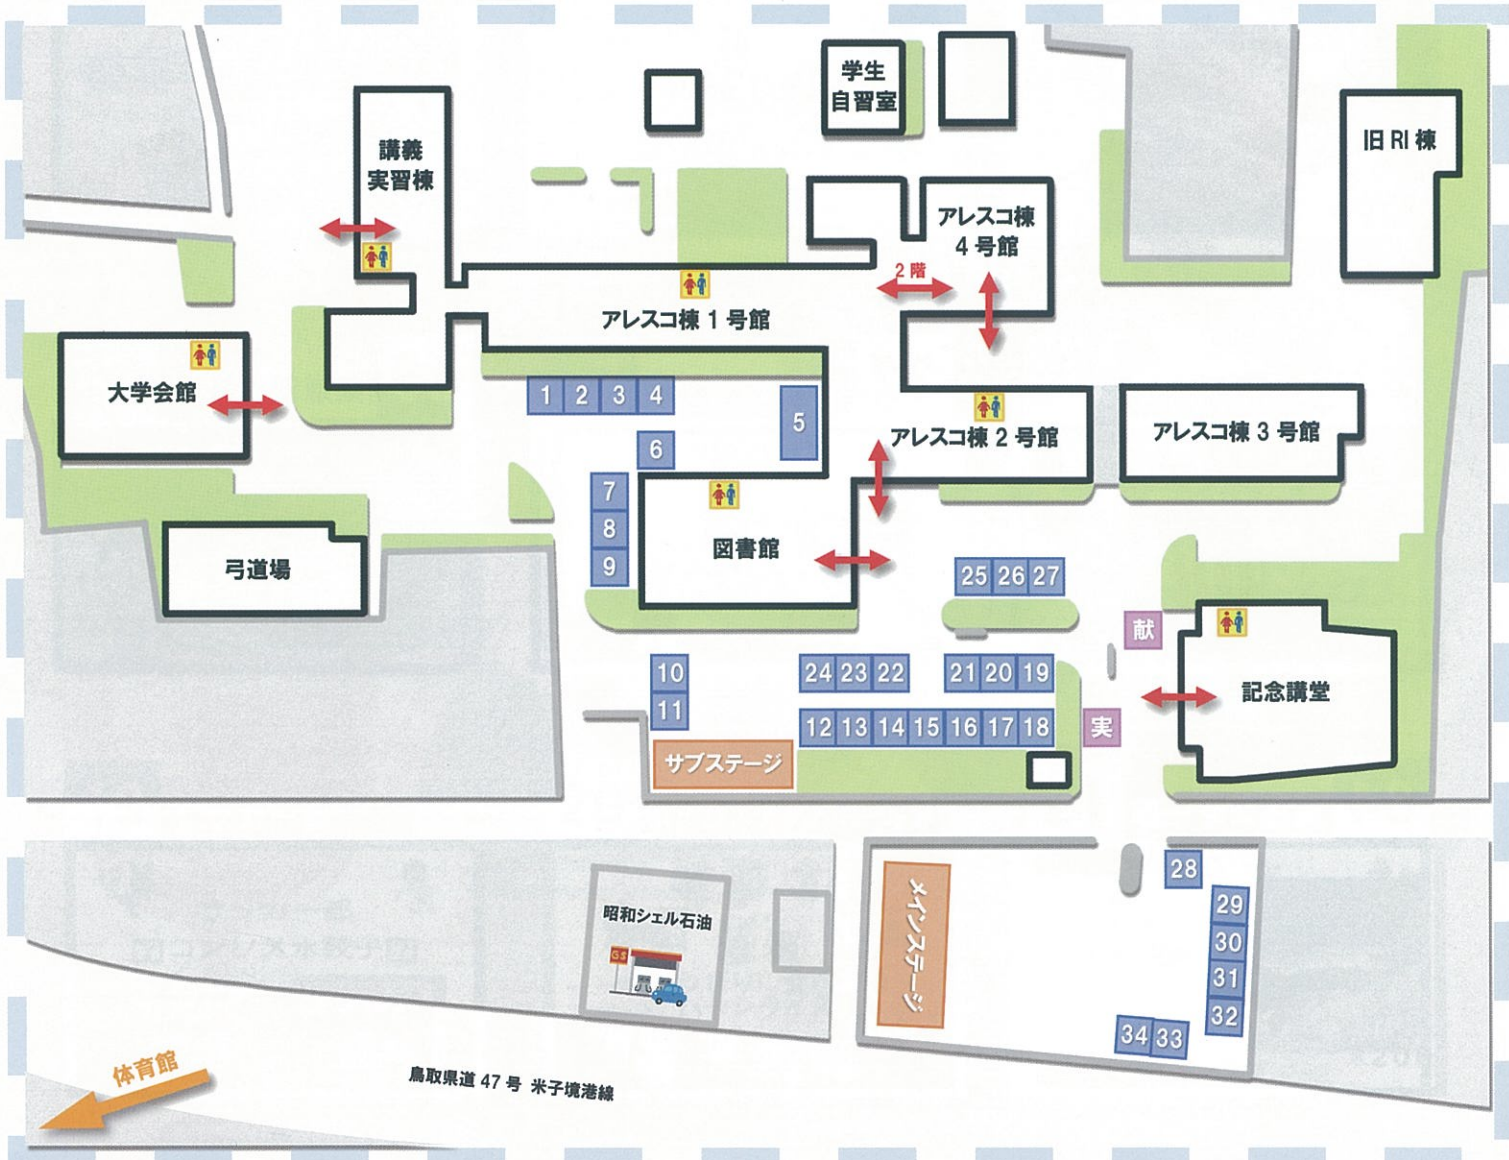 学生
自習室
旧 RI 棟
講義
実習棟
アレスコ棟
4 号館
2 階
アレスコ棟 1 号館
大学会館
1 2 3 4
5
6
アレスコ棟 2 号館
アレスコ棟 3 号館
7
8
9
図書館
弓道場
25 26 27
献
10
11
24 23 22
21 20 19
記念講堂
12 13 14 15 16 17 18
実
サブステージ
28
29
30
31
32
34 33
メインステージ
昭和シェル石油
GS
体育館
鳥取県道 47 号 米子境港線